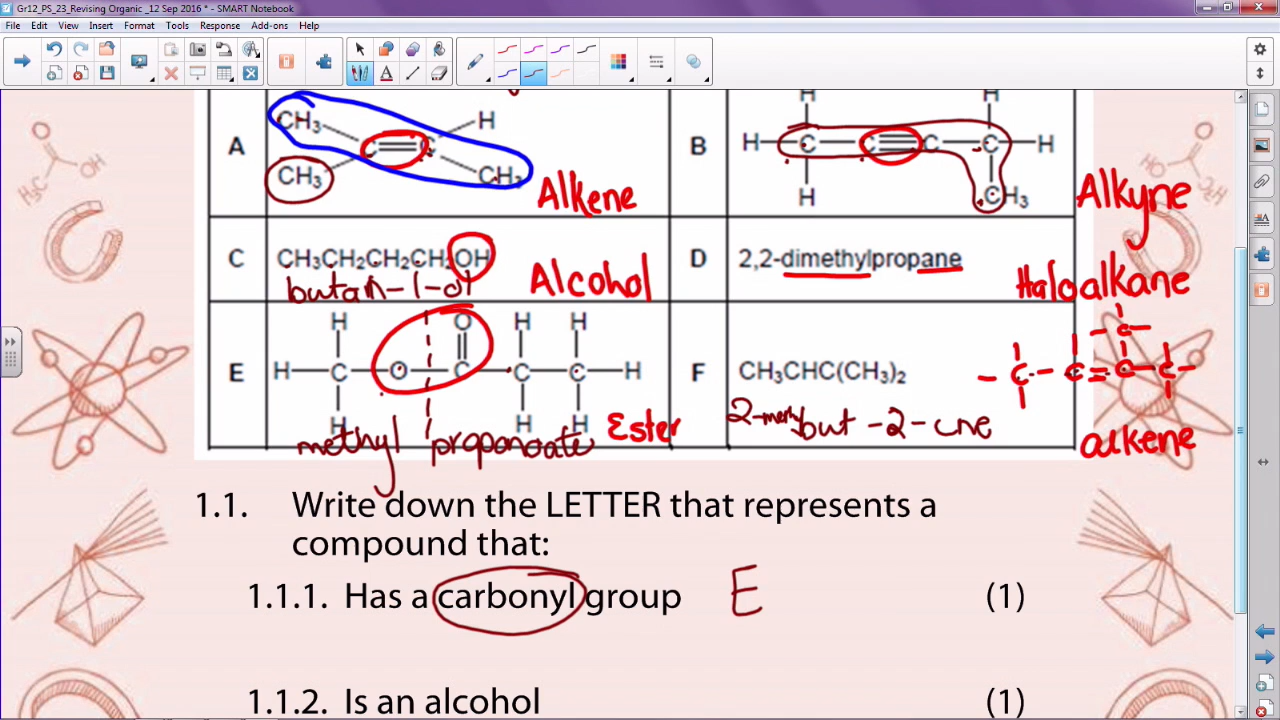 Gr12_PS_23_Revising Organic _12 Sep 2016 * - SMART Notebook
File Edit View Insert Format Tools Response Add-ons Help
A
CH3
C
C
H
CH3
CH3
Alkene
B
H
H
H C C C C H
H
CH3
Alkyne
C
CH3CH2CH2CH2OH
butan-1-ol
Alcohol
D
2,2-dimethylpropane
Haloalkane
E
H O H H
H C O C C C H
H H H
methyl propanoate
Ester
F
CH3CHC(CH3)2
2-methyl but-2-ene
C
C C C C
alkene
1.1. Write down the LETTER that represents a
compound that:
1.1.1. Has a carbonyl group E (1)
1.1.2. Is an alcohol (1)